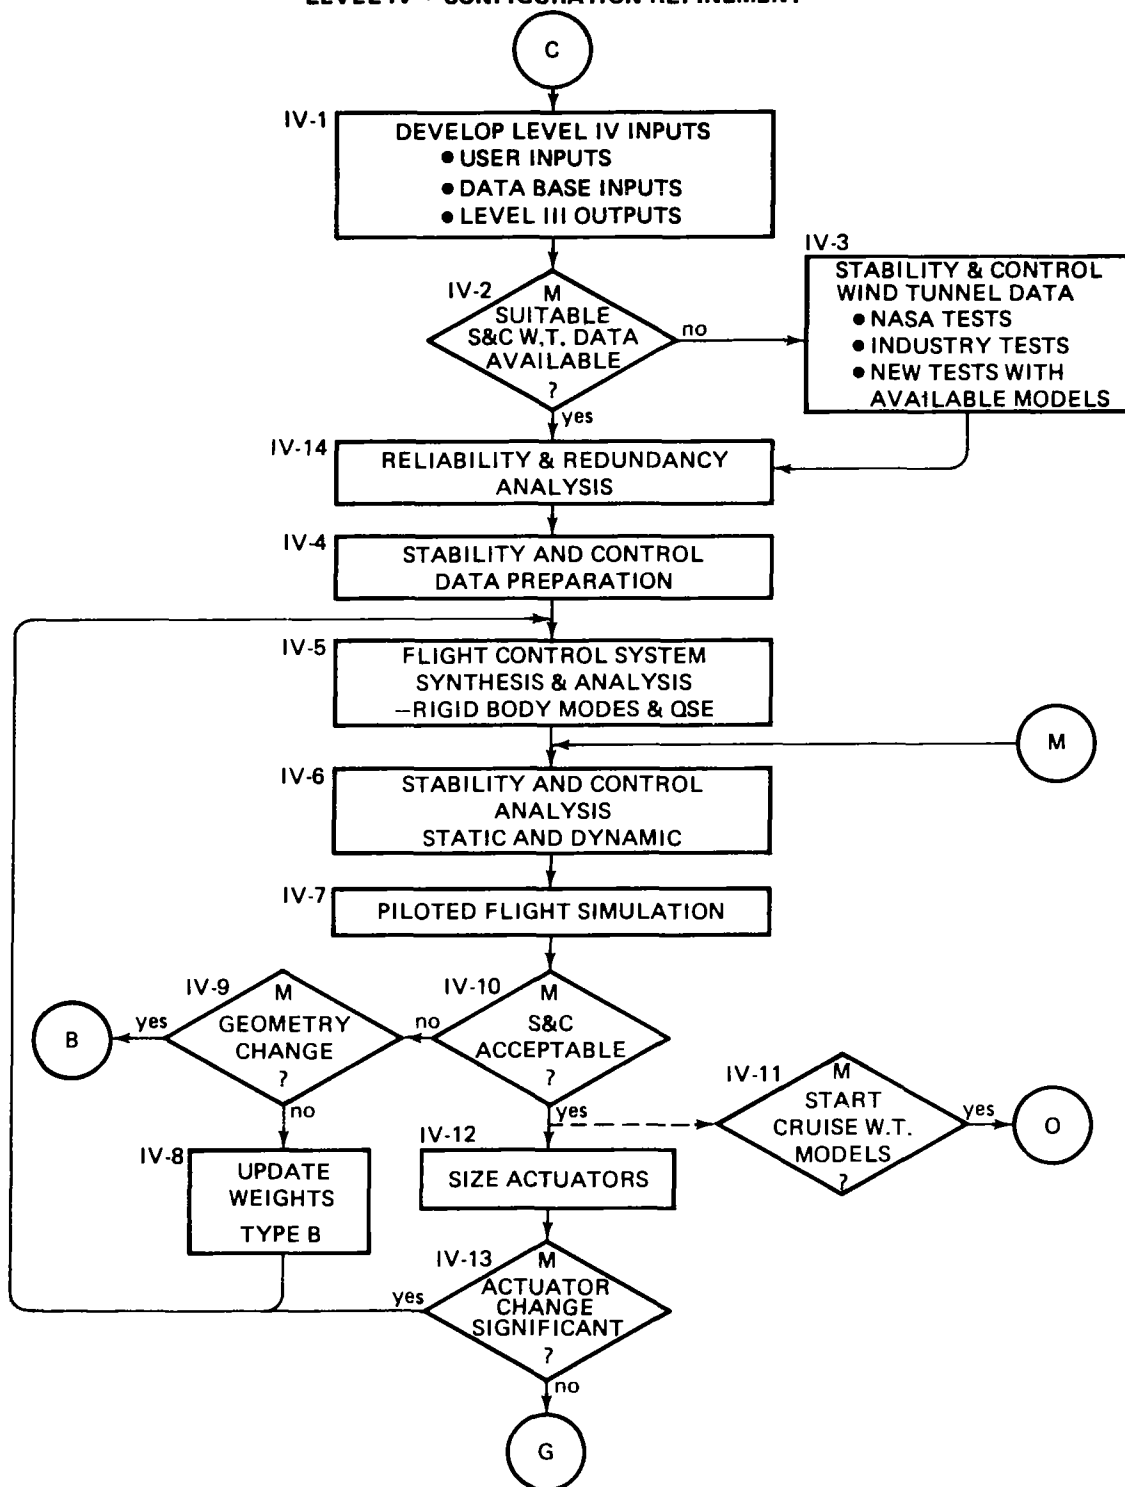 LEVEL IV - CONFIGURATION REFINEMENT
C
IV-1
DEVELOP LEVEL IV INPUTS
● USER INPUTS
● DATA BASE INPUTS
● LEVEL III OUTPUTS
IV-2
M
SUITABLE
S&C W.T. DATA
AVAILABLE
?
no
yes
IV-3
STABILITY & CONTROL
WIND TUNNEL DATA
● NASA TESTS
● INDUSTRY TESTS
● NEW TESTS WITH
AVAILABLE MODELS
IV-14
RELIABILITY & REDUNDANCY
ANALYSIS
IV-4
STABILITY AND CONTROL
DATA PREPARATION
IV-5
FLIGHT CONTROL SYSTEM
SYNTHESIS & ANALYSIS
—RIGID BODY MODES & QSE
M
IV-6
STABILITY AND CONTROL
ANALYSIS
STATIC AND DYNAMIC
IV-7
PILOTED FLIGHT SIMULATION
IV-10
M
S&C
ACCEPTABLE
?
no
yes
IV-9
M
GEOMETRY
CHANGE
?
yes
no
B
IV-8
UPDATE
WEIGHTS
TYPE B
IV-11
M
START
CRUISE W.T.
MODELS
?
yes
O
IV-12
SIZE ACTUATORS
IV-13
M
ACTUATOR
CHANGE
SIGNIFICANT
?
yes
no
G